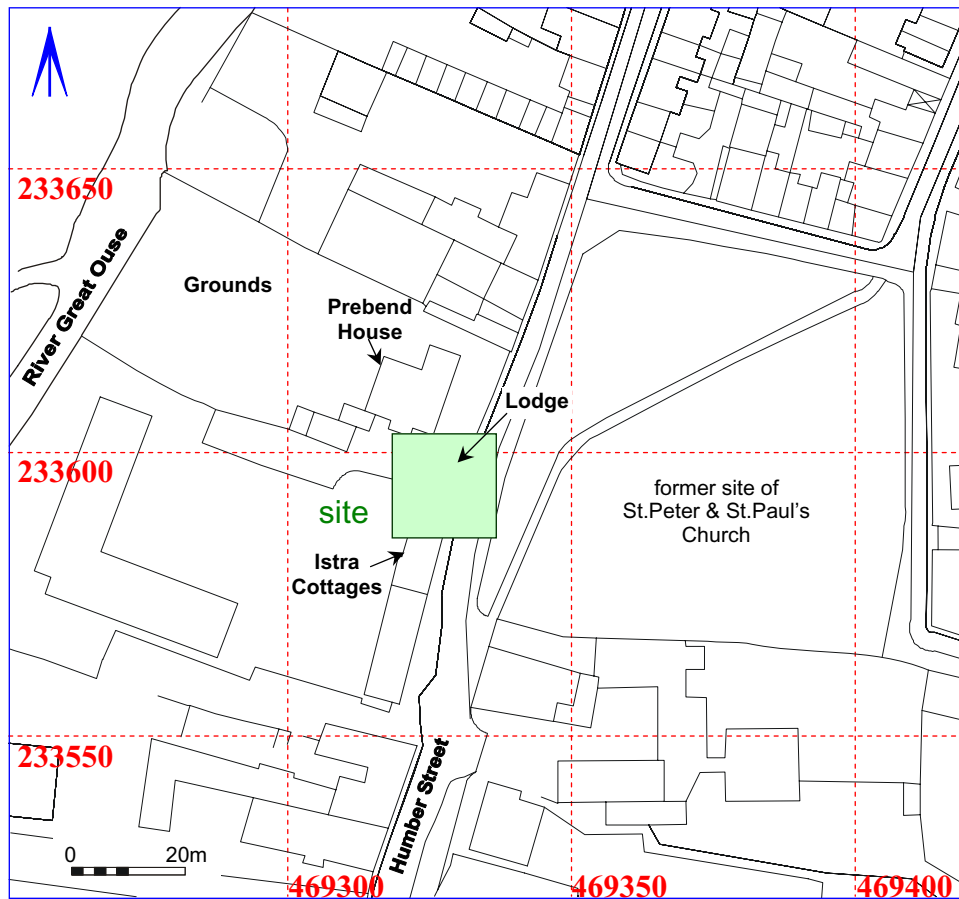 233650
Grounds
River Great Ouse
Prebend
House
Lodge
233600
site
former site of
St.Peter & St.Paul's
Church
Istra
Cottages
233550
Humber Street
0 20m
469300
469350
469400